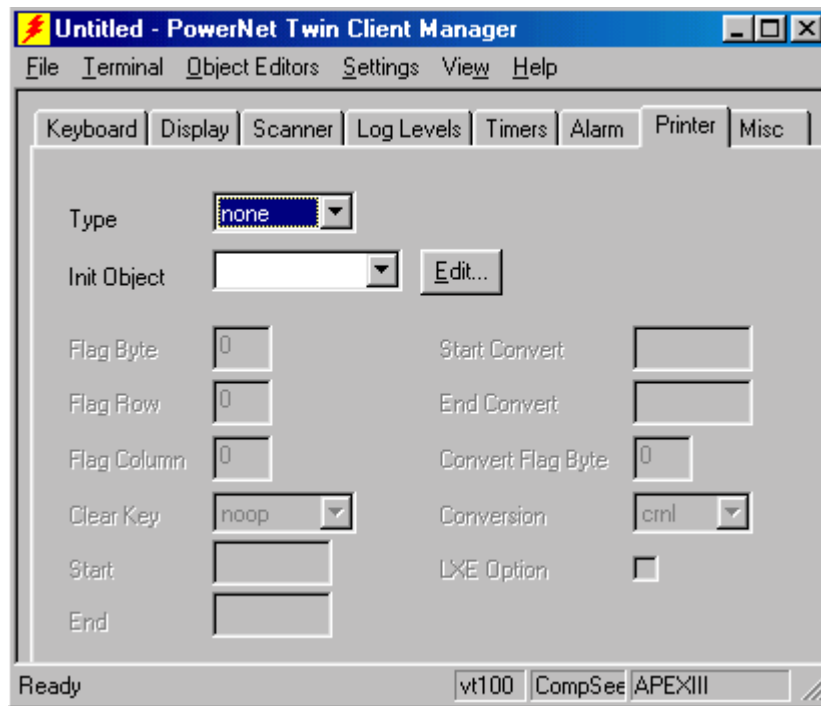 Untitled - PowerNet Twin Client Manager
File Terminal Object Editors Settings View Help
Keyboard Display Scanner Log Levels Timers Alarm Printer Misc
Type none
Init Object Edit...
Flag Byte 0 Start Convert
Flag Row 0 End Convert
Flag Column 0 Convert Flag Byte 0
Clear Key noop Conversion crnl
Start LXE Option
End
Ready vt100 CompSee APEXIII